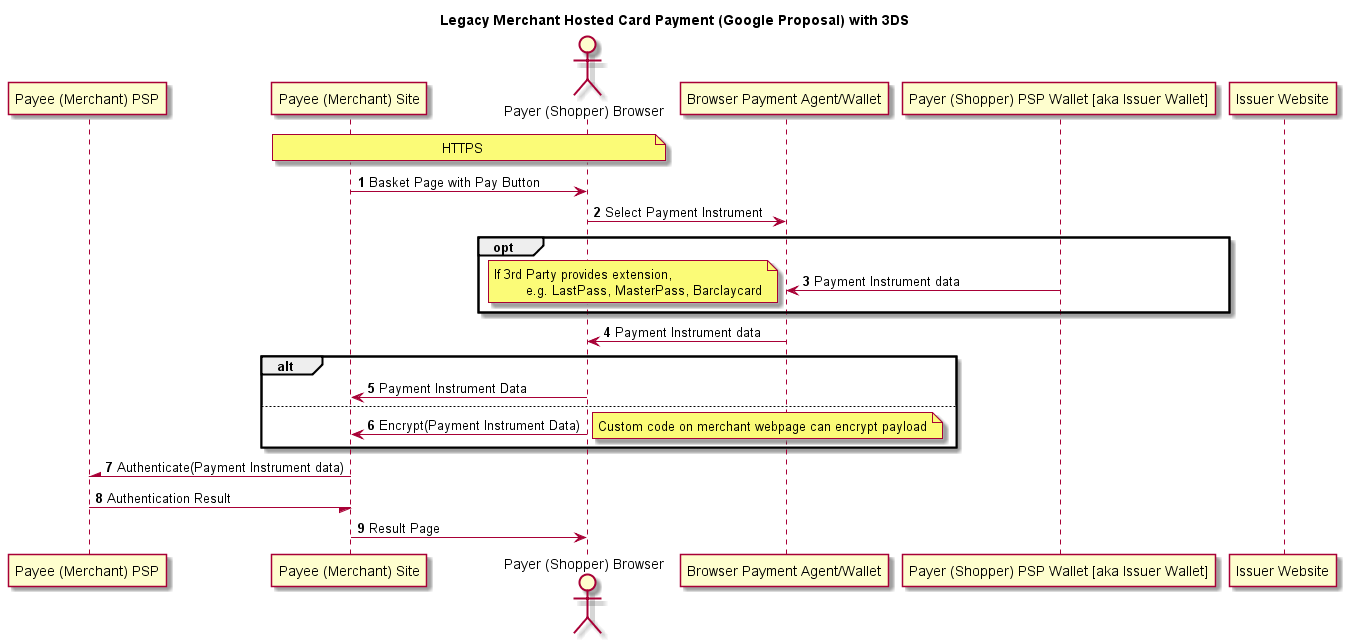 Legacy Merchant Hosted Card Payment (Google Proposal) with 3DS
Payee (Merchant) PSP
Payee (Merchant) Site
Payer (Shopper) Browser
Browser Payment Agent/Wallet
Payer (Shopper) PSP Wallet [aka Issuer Wallet]
Issuer Website
HTTPS
1 Basket Page with Pay Button
2 Select Payment Instrument
opt
If 3rd Party provides extension,
e.g. LastPass, MasterPass, Barclaycard
3 Payment Instrument data
4 Payment Instrument data
alt
5 Payment Instrument Data
6 Encrypt(Payment Instrument Data)
Custom code on merchant webpage can encrypt payload
7 Authenticate(Payment Instrument data)
8 Authentication Result
9 Result Page
Payee (Merchant) PSP
Payee (Merchant) Site
Payer (Shopper) Browser
Browser Payment Agent/Wallet
Payer (Shopper) PSP Wallet [aka Issuer Wallet]
Issuer Website